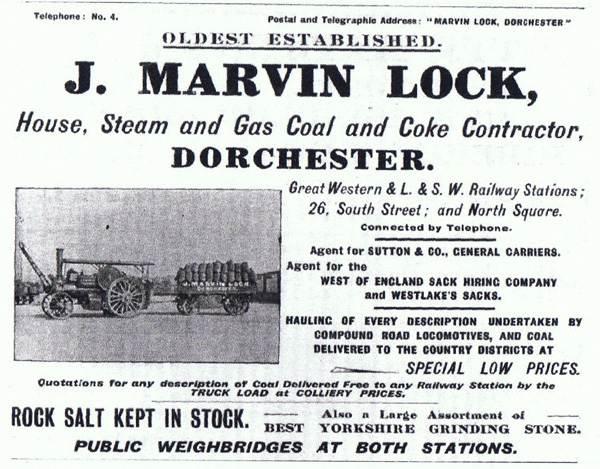 Telephone: No. 4.
Postal and Telegraphic Address: "MARVIN LOCK, DORCHESTER"
OLDEST ESTABLISHED.
J. MARVIN LOCK,
House, Steam and Gas Coal and Coke Contractor,
DORCHESTER.
Great Western & L. & S. W. Railway Stations;
26, South Street; and North Square.
Connected by Telephone.
Agent for SUTTON & CO., GENERAL CARRIERS.
Agent for the
WEST OF ENGLAND SACK HIRING COMPANY
and WESTLAKE'S SACKS.
J. MARVIN LOCK.
DORCHESTER.
HAULING OF EVERY DESCRIPTION UNDERTAKEN BY
COMPOUND ROAD LOCOMOTIVES, AND COAL
DELIVERED TO THE COUNTRY DISTRICTS AT
SPECIAL LOW PRICES.
Quotations for any description of Coal Delivered Free to any Railway Station by the
TRUCK LOAD at COLLIERY PRICES.
ROCK SALT KEPT IN STOCK.
Also a Large Assortment of
BEST YORKSHIRE GRINDING STONE.
PUBLIC WEIGHBRIDGES AT BOTH STATIONS.